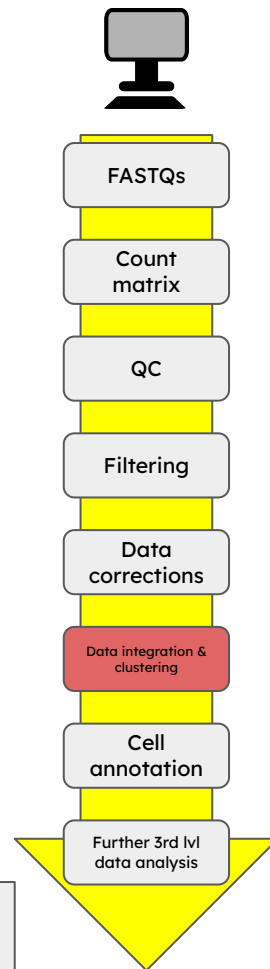 FASTQs
Count
matrix
QC
Filtering
Data
corrections
Data integration &
clustering
Cell
annotation
Further 3rd lvl
data analysis